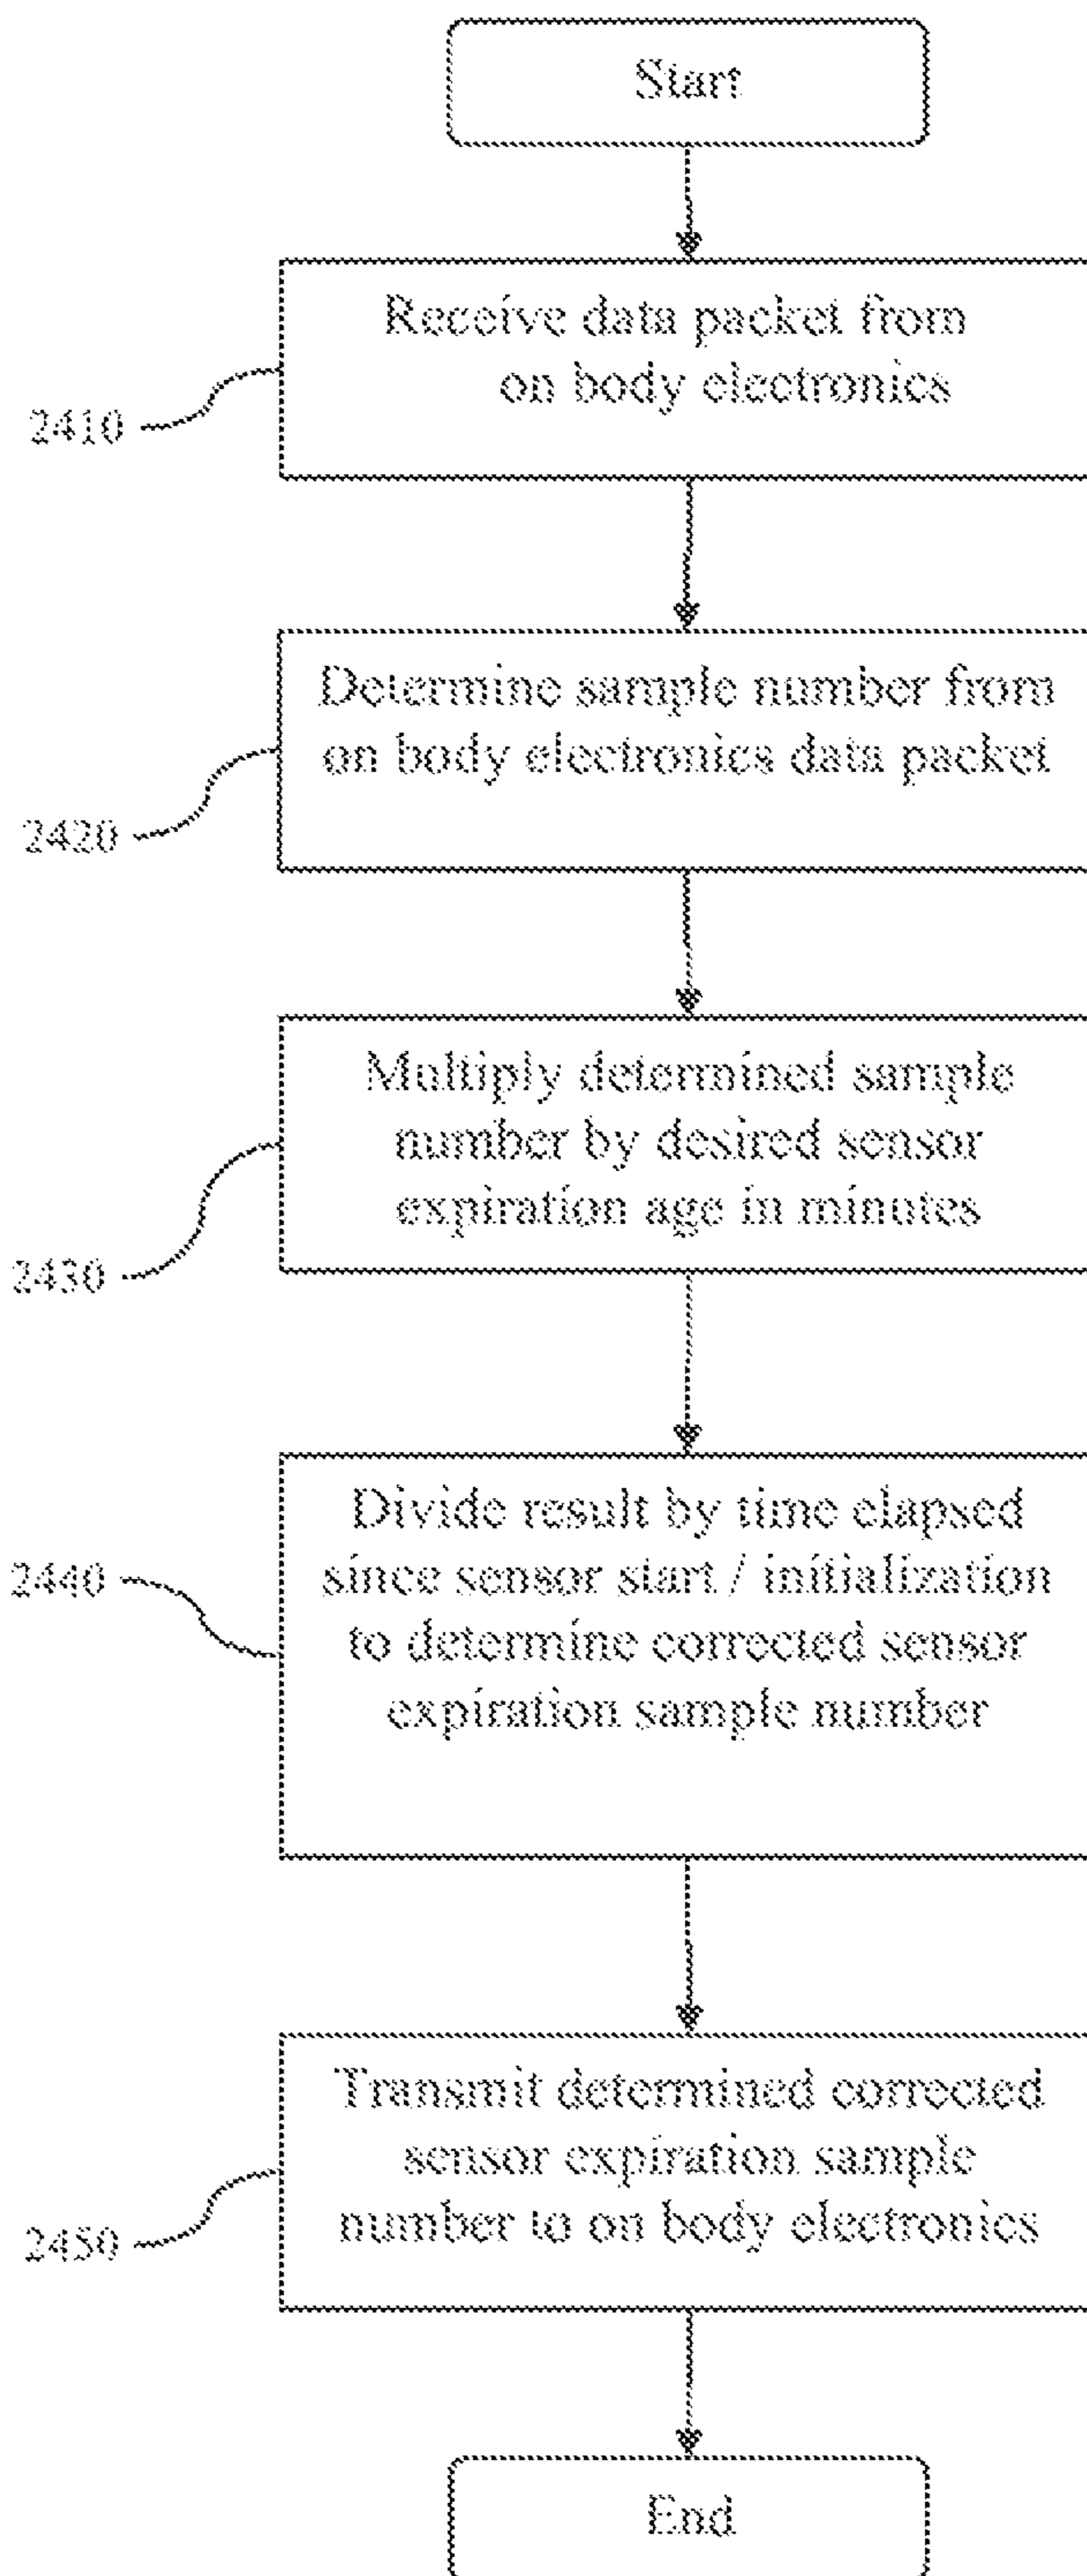 Start
Receive data packet from
on body electronics
2410
Determine sample number from
on body electronics data packet
2420
Multiply determined sample
number by desired sensor
expiration age in minutes
2430
Divide result by time elapsed
since sensor start / initialization
to determine corrected sensor
expiration sample number
2440
Transmit determined corrected
sensor expiration sample
number to on body electronics
2450
End